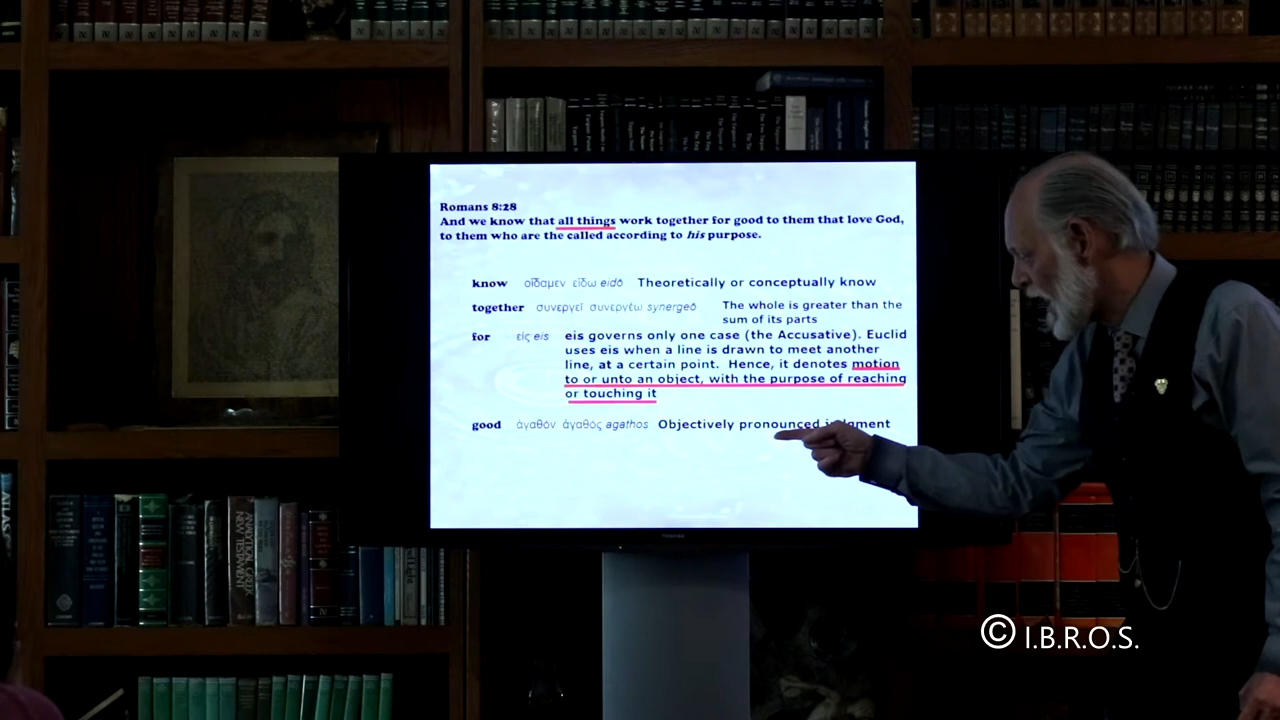 Romans 8:28
And we know that all things work together for good to them that love God,
to them who are the called according to his purpose.
know οἴδαμεν εἴδω eidō Theoretically or conceptually know
together συνεργεῖ συνεργέω synergeō The whole is greater than the
sum of its parts
for εἰς eis eis governs only one case (the Accusative). Euclid
uses eis when a line is drawn to meet another
line, at a certain point. Hence, it denotes motion
to or unto an object, with the purpose of reaching
or touching it
good ἀγαθόν ἀγαθός agathos Objectively pronounced
ATLAS
NEW TESTAMENT
TOSHIBA
© I.B.R.O.S.